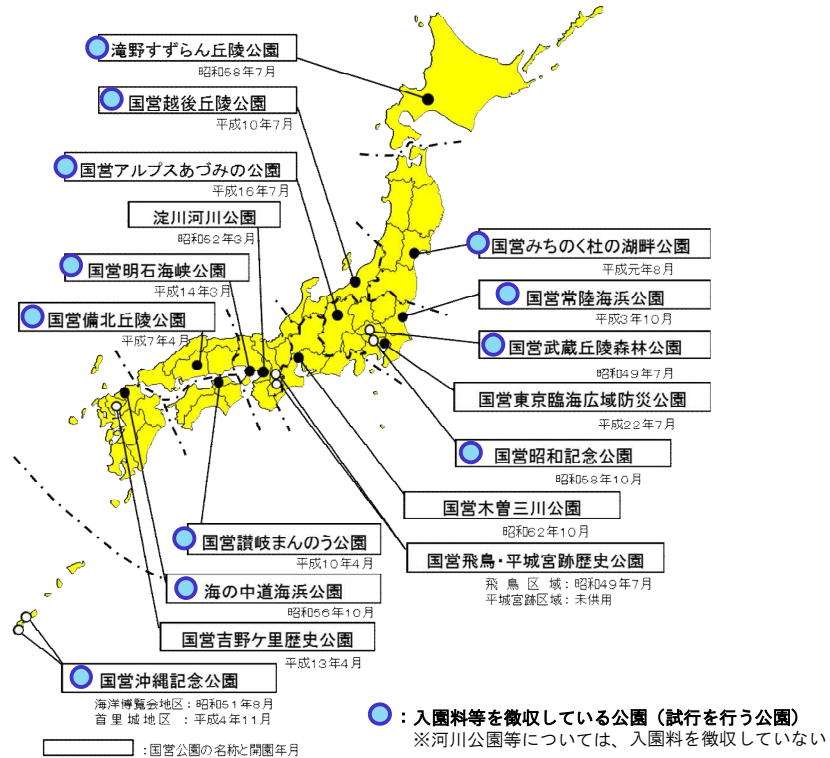 滝野すずらん丘陵公園
昭和58年7月
国営越後丘陵公園
平成10年7月
国営アルプスあづみの公園
平成16年7月
淀川河川公園
昭和52年3月
国営明石海峡公園
平成14年3月
国営備北丘陵公園
平成7年4月
国営みちのく杜の湖畔公園
平成元年8月
国営常陸海浜公園
平成3年10月
国営武蔵丘陵森林公園
昭和49年7月
国営東京臨海広域防災公園
平成22年7月
国営昭和記念公園
昭和58年10月
国営木曽三川公園
昭和62年10月
国営飛鳥・平城宮跡歴史公園
飛鳥区域：昭和49年7月
平城宮跡区域：未供用
国営讃岐まんのう公園
平成10年4月
海の中道海浜公園
昭和56年10月
国営吉野ケ里歴史公園
平成13年4月
国営沖縄記念公園
海洋博覧会地区：昭和51年8月
首里城地区：平成4年11月
：国営公園の名称と開園年月
：入園料等を徴収している公園（試行を行う公園）
※河川公園等については、入園料を徴収していない